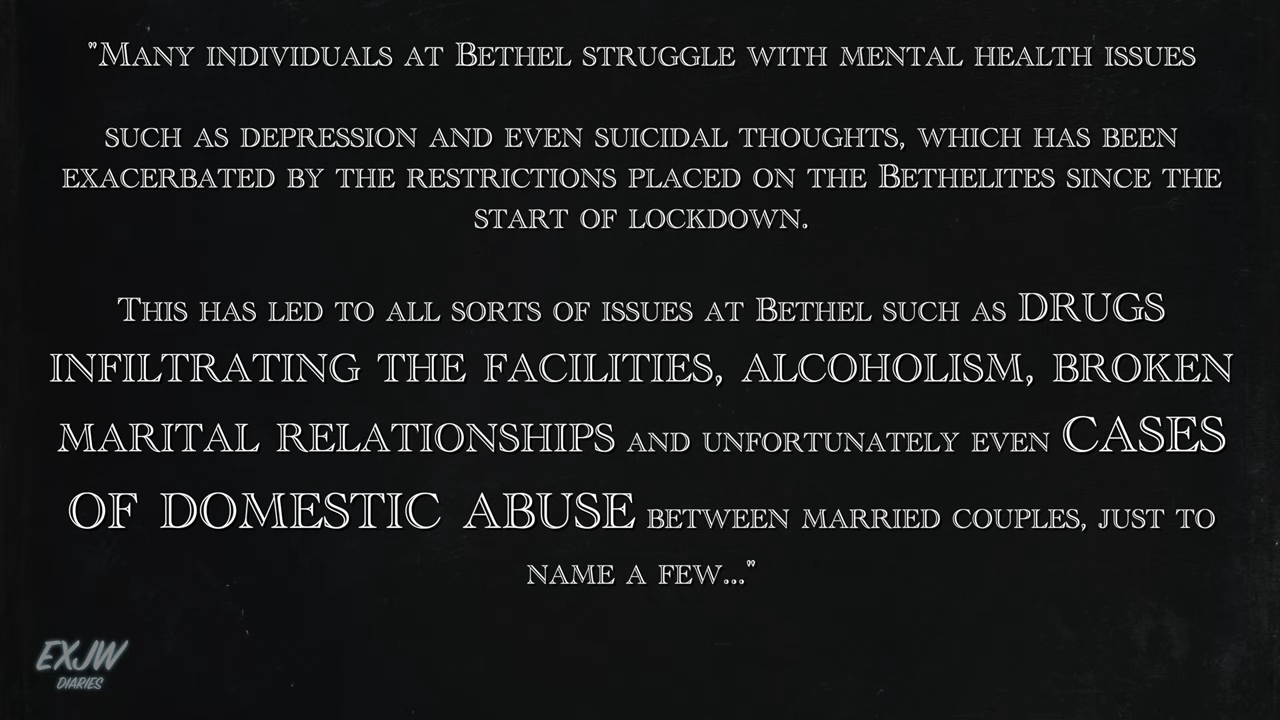 "Many individuals at Bethel struggle with mental health issues
such as depression and even suicidal thoughts, which has been
exacerbated by the restrictions placed on the Bethelites since the
start of lockdown.
This has led to all sorts of issues at Bethel such as DRUGS
INFILTRATING THE FACILITIES, ALCOHOLISM, BROKEN
MARITAL RELATIONSHIPS and unfortunately even CASES
OF DOMESTIC ABUSE between married couples, just to
name a few..."
EXJW
DIARIES